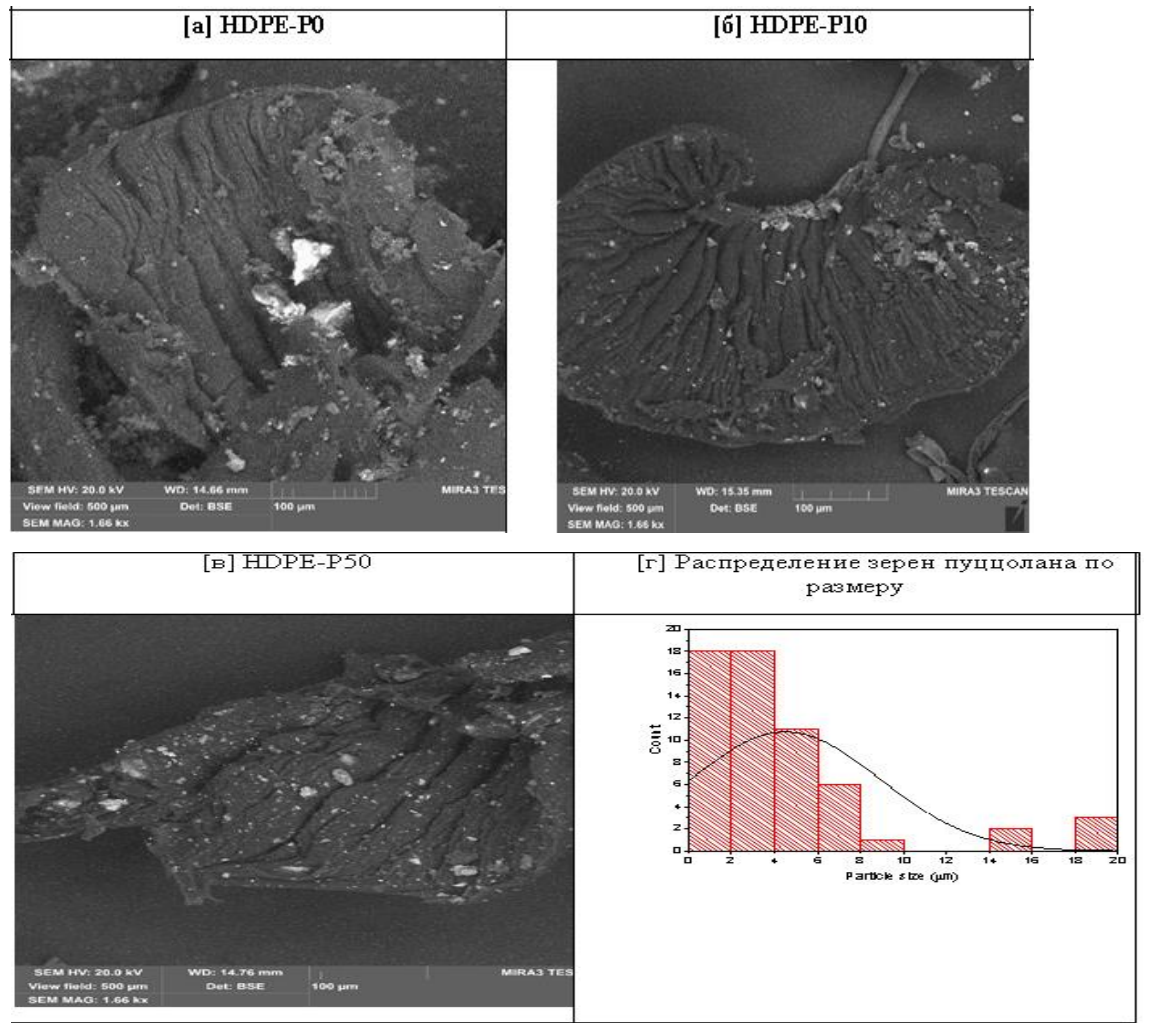 [а] HDPE-P0
[б] HDPE-P10
SEM HV: 20.0 kV WD: 14.66 mm MIRA3 TES
View field: 500 µm Det: BSE 100 µm
SEM MAG: 1.66 kx
SEM HV: 20.0 kV WD: 15.35 mm MIRA3 TESCAN
View field: 500 µm Det: BSE 100 µm
SEM MAG: 1.66 kx
[в] HDPE-P50
[г] Распределение зерен пуццолана по
размеру
SEM HV: 20.0 kV WD: 14.76 mm MIRA3 TES
View field: 500 µm Det: BSE 100 µm
SEM MAG: 1.66 kx
20
18
16
14
12
10
8
6
4
2
0
Count
0 2 4 6 8 10 12 14 16 18 20
Particle size (µm)